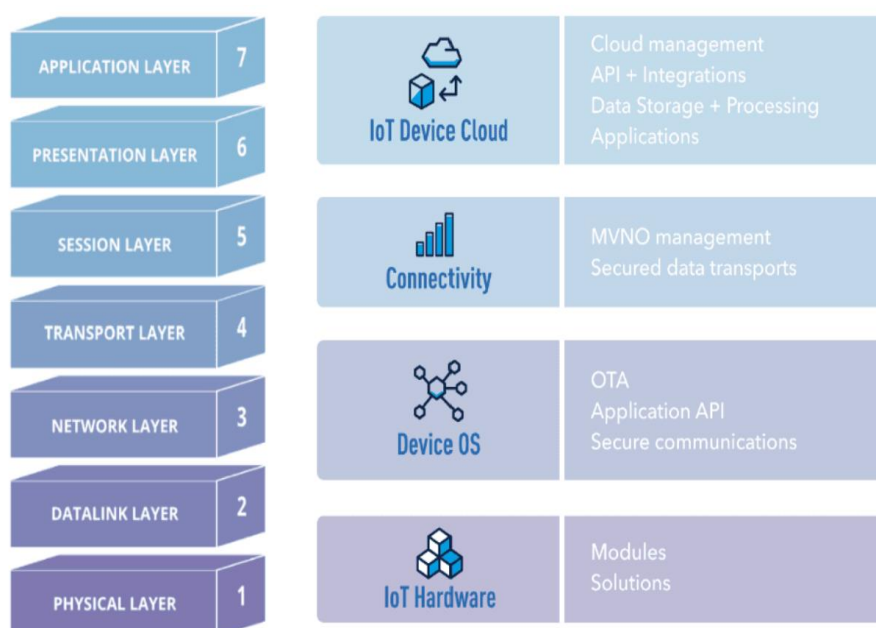 APPLICATION LAYER 7
PRESENTATION LAYER 6
SESSION LAYER 5
TRANSPORT LAYER 4
NETWORK LAYER 3
DATALINK LAYER 2
PHYSICAL LAYER 1
IoT Device Cloud
Cloud management
API + Integrations
Data Storage + Processing
Applications
Connectivity
MVNO management
Secured data transports
Device OS
OTA
Application API
Secure communications
IoT Hardware
Modules
Solutions